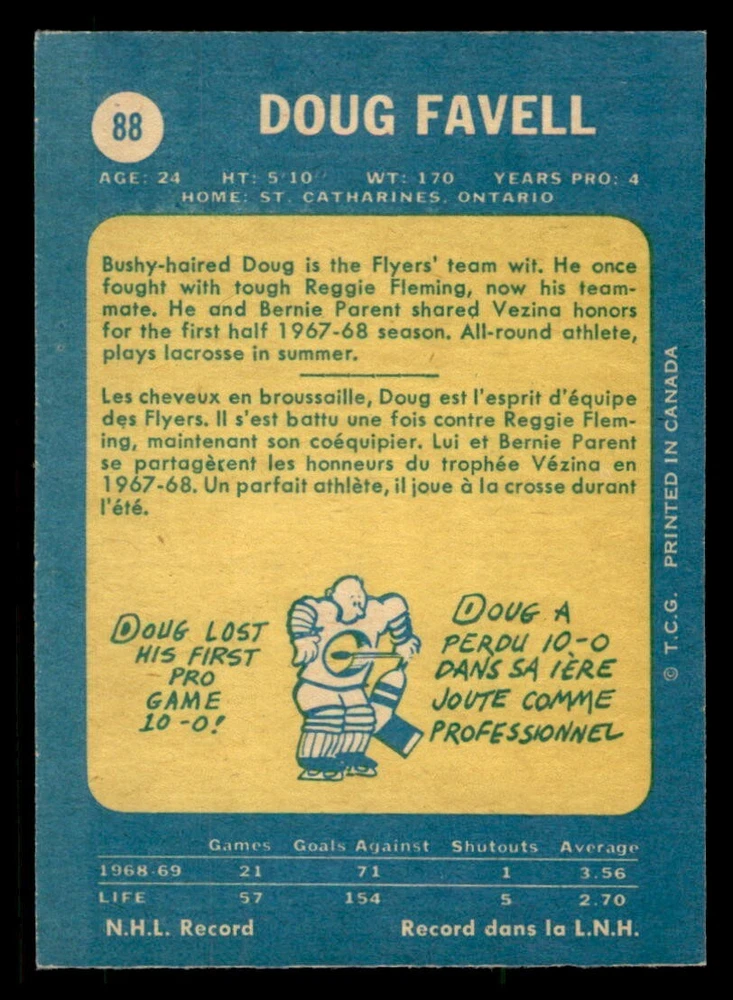 88
DOUG FAVELL
AGE: 24 HT: 5'10" WT: 170 YEARS PRO: 4
HOME: ST. CATHARINES, ONTARIO
Bushy-haired Doug is the Flyers' team wit. He once
fought with tough Reggie Fleming, now his team-
mate. He and Bernie Parent shared Vezina honors
for the first half 1967-68 season. All-round athlete,
plays lacrosse in summer.
Les cheveux en broussaille, Doug est l'esprit d'équipe
des Flyers. Il s'est battu une fois contre Reggie Flem-
ing, maintenant son coéquipier. Lui et Bernie Parent
se partagèrent les honneurs du trophée Vézina en
1967-68. Un parfait athlète, il joue à la crosse durant
l'été.
DOUG LOST
HIS FIRST
PRO
GAME
10-0!
DOUG A
PERDU 10-0
DANS SA 1ÈRE
JOUTE COMME
PROFESSIONNEL
© T.C.G. PRINTED IN CANADA
Games Goals Against Shutouts Average
1968-69 21 71 1 3.56
LIFE 57 154 5 2.70
N.H.L. Record Record dans la L.N.H.